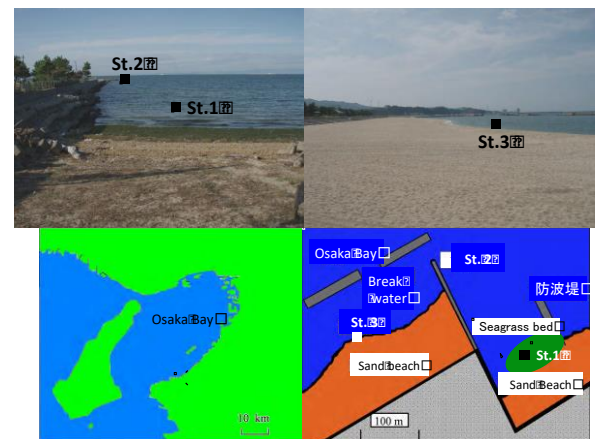 St.2
St.1
St.3
Osaka Bay
10 km
Osaka Bay
St.2
Break
water
防波堤
St.3
Seagrass bed
St.1
Sand beach
Sand beach
100 m